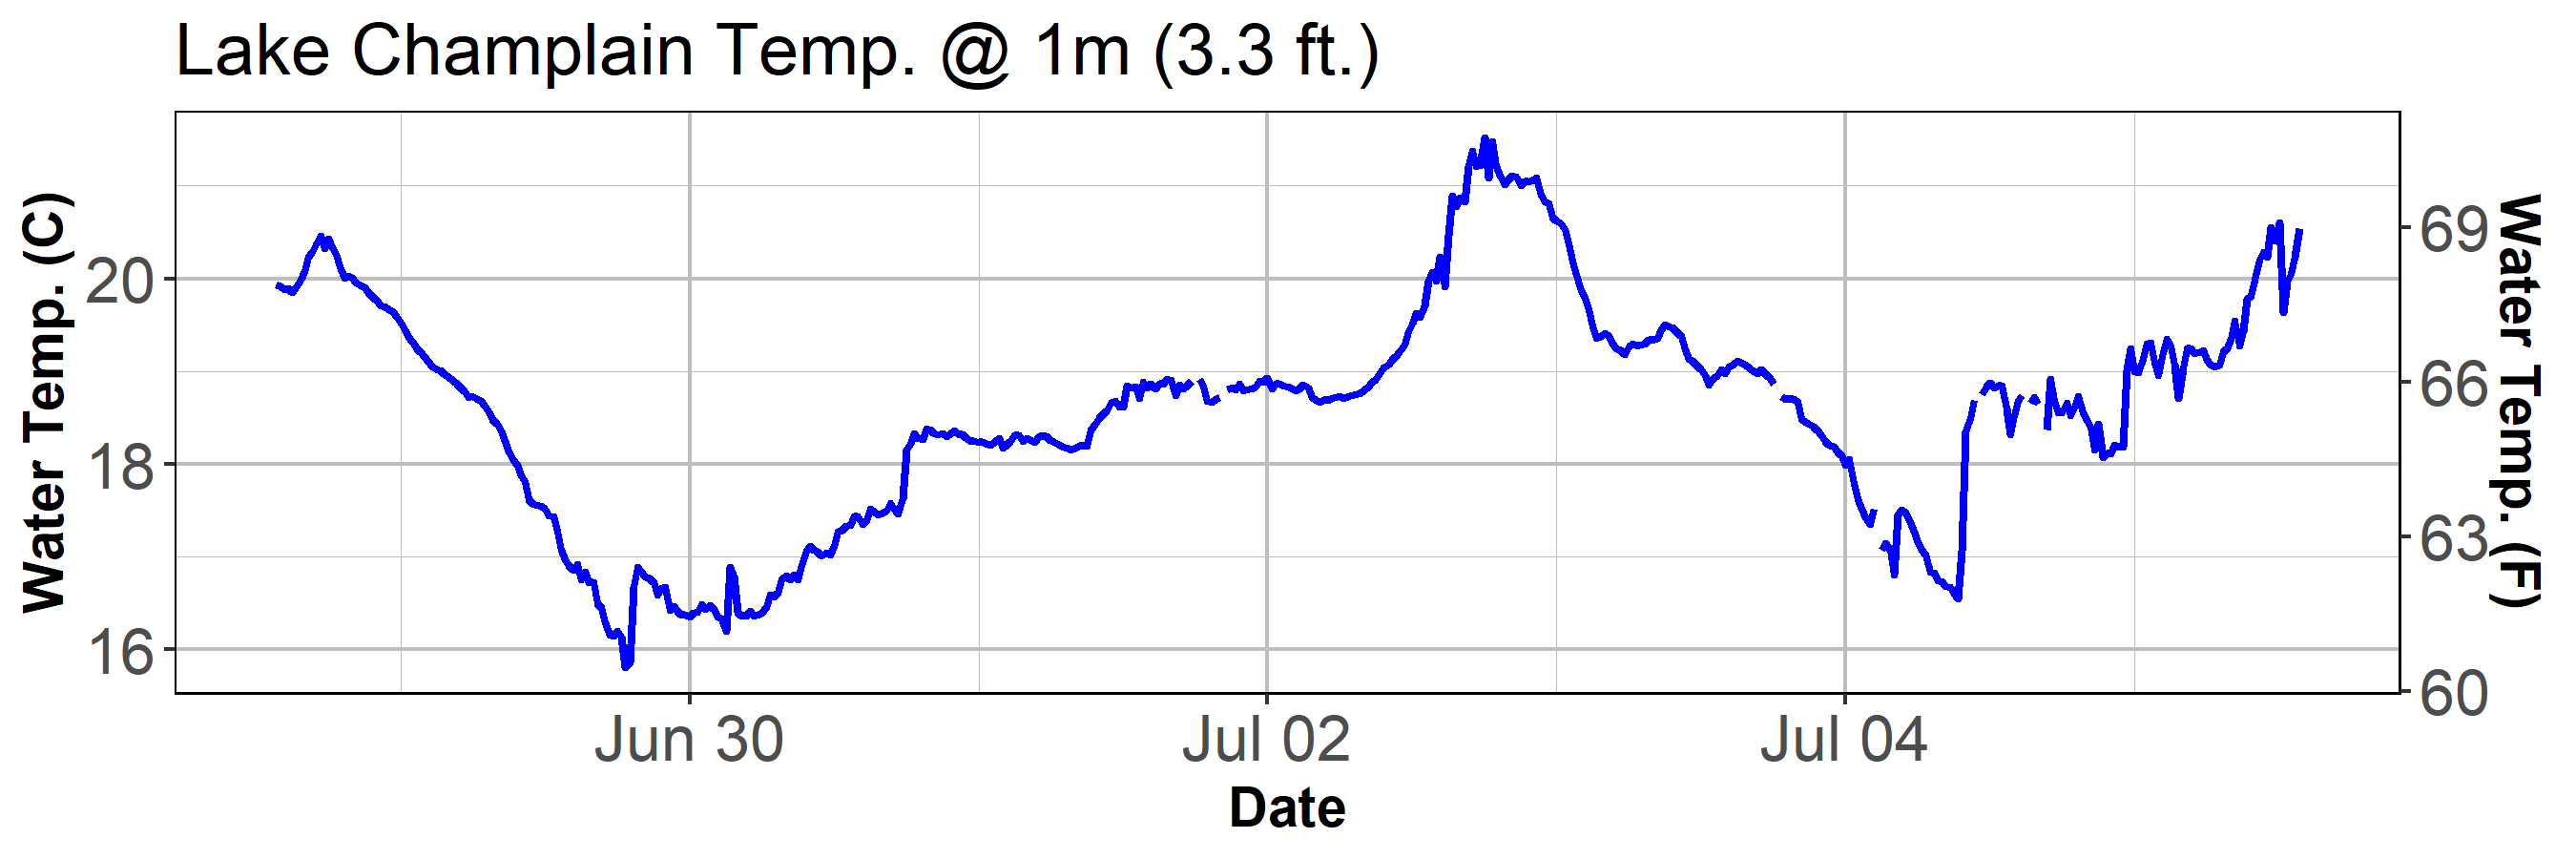 Lake Champlain Temp. @ 1m (3.3 ft.)
Water Temp. (C)
20
18
16
69
66
63
60
Water Temp. (F)
Jun 30
Jul 02
Jul 04
Date